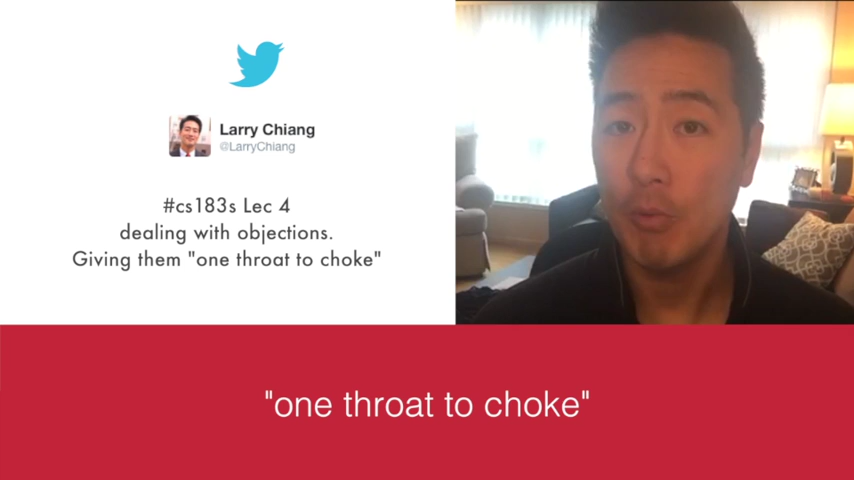 Larry Chiang
@LarryChiang
#cs183s Lec 4
dealing with objections.
Giving them "one throat to choke"
"one throat to choke"